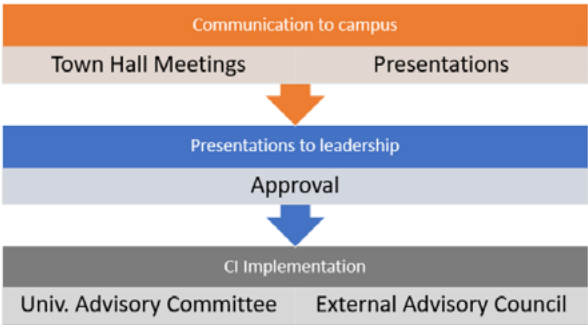 Communication to campus
Town Hall Meetings Presentations
Presentations to leadership
Approval
CI Implementation
Univ. Advisory Committee External Advisory Council